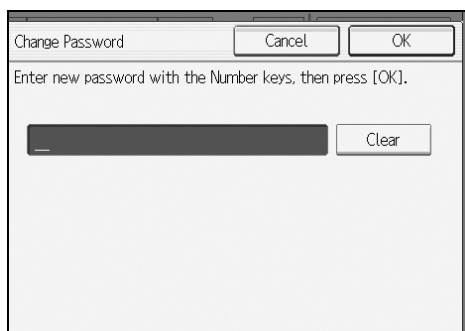 Change Password Cancel OK
Enter new password with the Number keys, then press [OK].
Clear